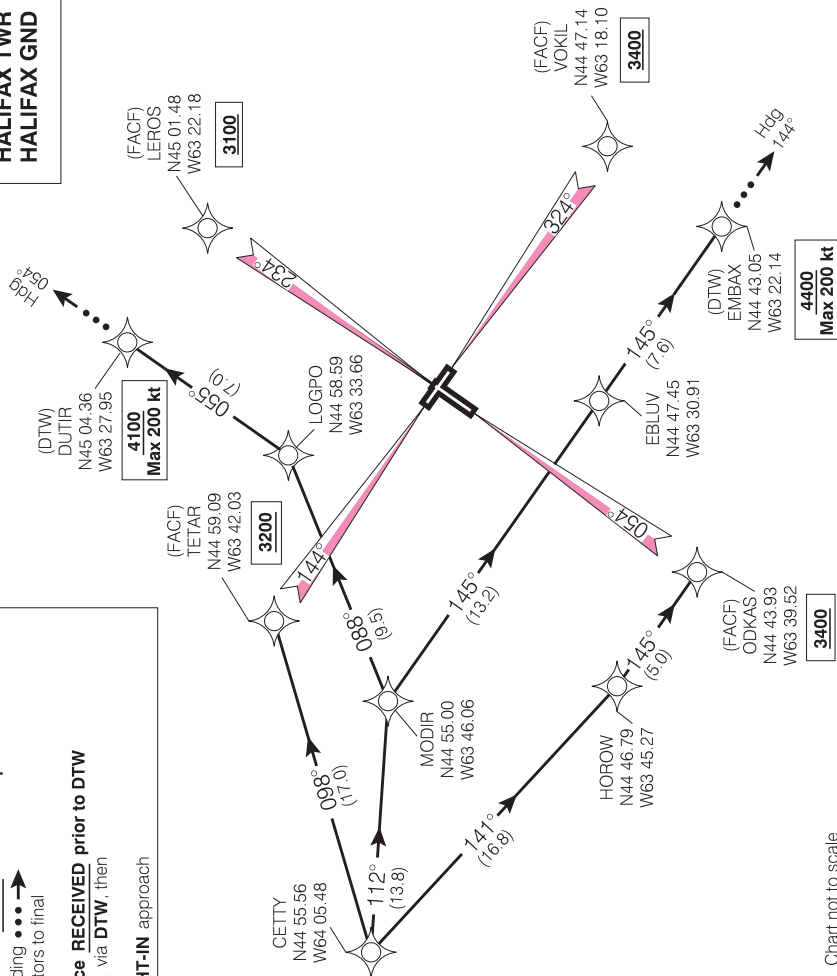 HALIFAX TWR
HALIFAX GND
(FACF)
VOKIL
N44 47.14
W63 18.10
3400
(FACF)
LEROS
N45 01.48
W63 22.18
3100
Hdg
054°
Hdg
144°
234°
324°
(DTW)
DUTIR
N45 04.36
W63 27.95
4100
Max 200 kt
055°
(7.0)
LOGPO
N44 58.59
W63 33.66
(DTW)
EMBAX
N44 43.05
W63 22.14
4400
Max 200 kt
145°
(7.6)
EBLUV
N44 47.45
W63 30.91
(FACF)
TETAR
N44 59.09
W63 42.03
3200
144°
054°
088°
(9.5)
145°
(13.2)
(FACF)
ODKAS
N44 43.93
W63 39.52
3400
145°
(5.0)
MODIR
N44 55.00
W63 46.06
HOROW
N44 46.79
W63 45.27
098°
(17.0)
112°
(13.8)
141°
(16.8)
CETTY
N44 55.56
W64 05.48
RECEIVED prior to DTW
via DTW, then
approach
to final
Chart not to scale